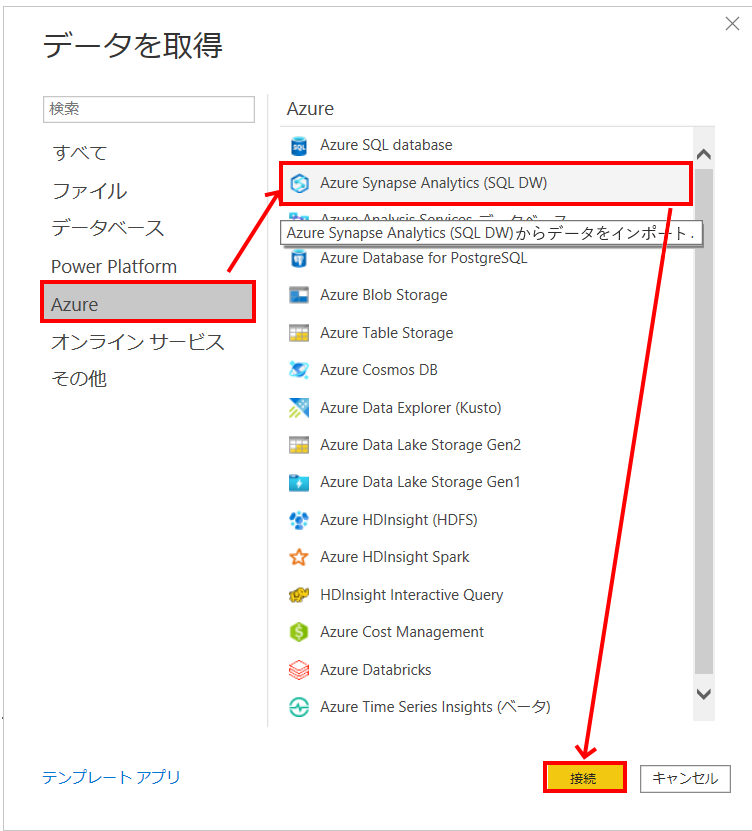 データを取得
検索
すべて
ファイル
データベース
Power Platform
Azure
オンライン サービス
その他
Azure
Azure SQL database
Azure Synapse Analytics (SQL DW)
Azure Analysis Services データベース
Azure Synapse Analytics (SQL DW)からデータをインポート.
Azure Database for PostgreSQL
Azure Blob Storage
Azure Table Storage
Azure Cosmos DB
Azure Data Explorer (Kusto)
Azure Data Lake Storage Gen2
Azure Data Lake Storage Gen1
Azure HDInsight (HDFS)
Azure HDInsight Spark
HDInsight Interactive Query
Azure Cost Management
Azure Databricks
Azure Time Series Insights (ベータ)
テンプレート アプリ
接続
キャンセル